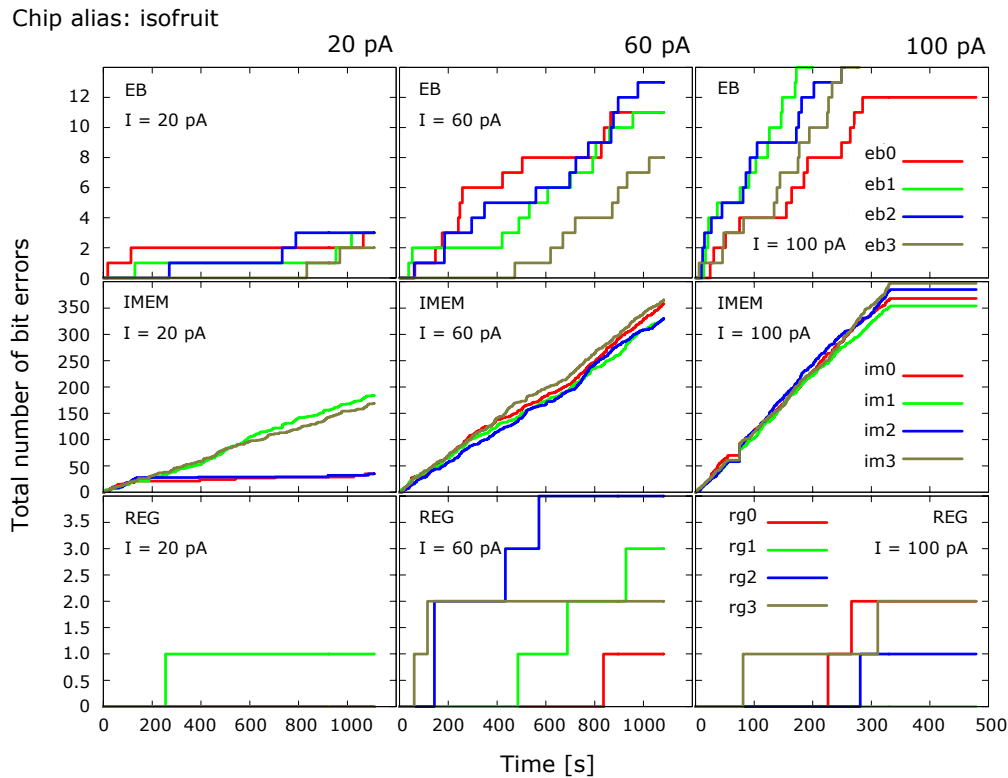 Chip alias: isofruit
20 pA
60 pA
100 pA
Total number of bit errors
EB
I = 20 pA
12
10
8
6
4
2
0
EB
I = 60 pA
EB
I = 100 pA
eb0
eb1
eb2
eb3
IMEM
I = 20 pA
350
300
250
200
150
100
50
0
IMEM
I = 60 pA
IMEM
I = 100 pA
im0
im1
im2
im3
REG
I = 20 pA
3.5
3.0
2.5
2.0
1.5
1.0
0.5
0
REG
I = 60 pA
REG
I = 100 pA
rg0
rg1
rg2
rg3
0 200 400 600 800 1000
0 200 400 600 800 1000
0 100 200 300 400 500
Time [s]